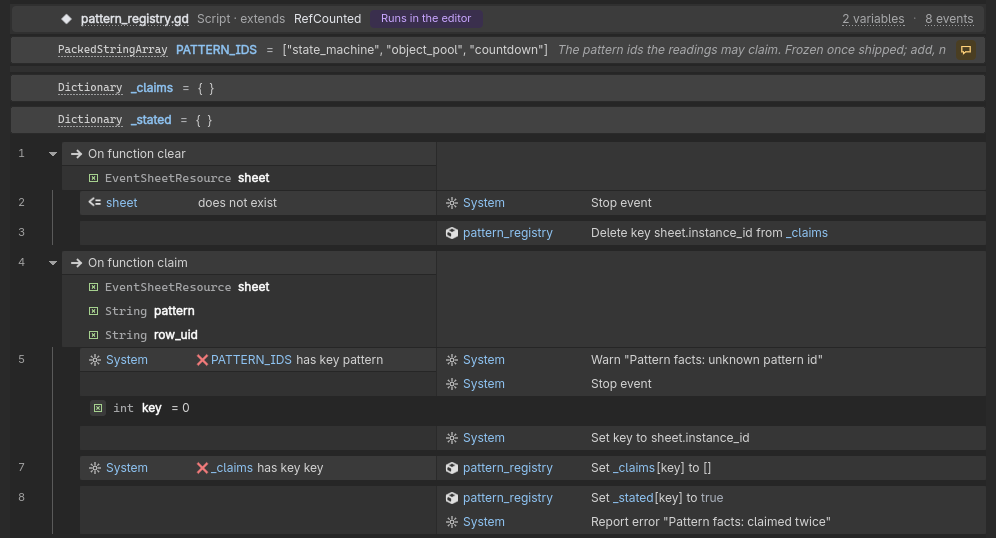 pattern_registry.gd Script · extends RefCounted Runs in the editor 2 variables · 8 events
PackedStringArray PATTERN_IDS = ["state_machine", "object_pool", "countdown"] The pattern ids the readings may claim. Frozen once shipped; add, n
Dictionary _claims = { }
Dictionary _stated = { }
1 On function clear
EventSheetResource sheet
2 sheet does not exist System Stop event
3 pattern_registry Delete key sheet.instance_id from _claims
4 On function claim
EventSheetResource sheet
String pattern
String row_uid
5 System ❌ PATTERN_IDS has key pattern System Warn "Pattern facts: unknown pattern id"
System Stop event
int key = 0
System Set key to sheet.instance_id
7 System ❌ _claims has key key pattern_registry Set _claims[key] to []
8 pattern_registry Set _stated[key] to true
System Report error "Pattern facts: claimed twice"